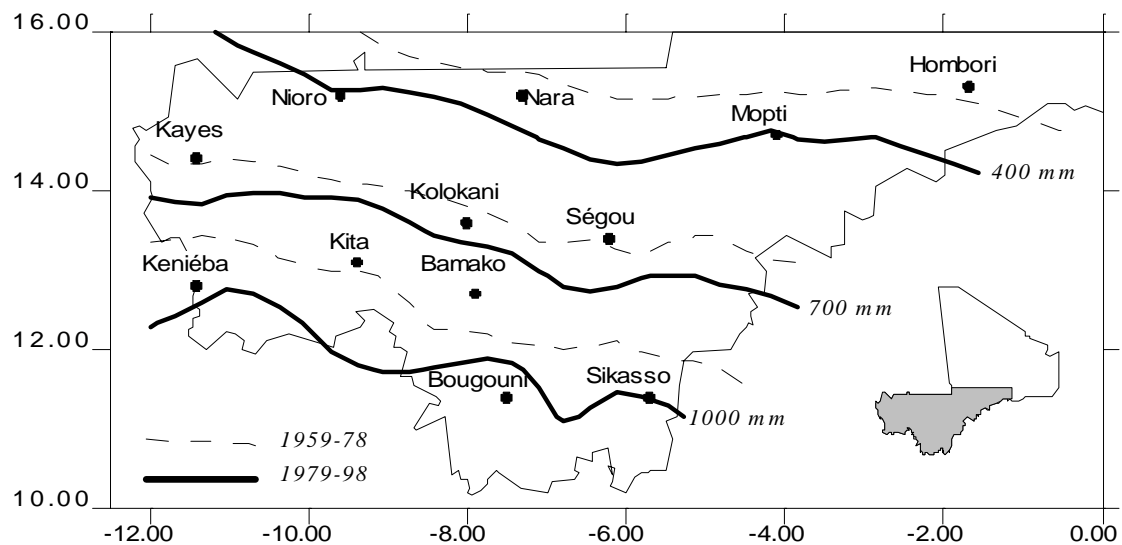 16.00
Hombori
Nioro
Nara
Mopti
Kayes
400 mm
14.00
Kolokani
Ségou
Kita
Keniéba
Bamako
700 mm
12.00
Bougouni
Sikasso
1000 mm
1959-78
1979-98
10.00
-12.00 -10.00 -8.00 -6.00 -4.00 -2.00 0.00